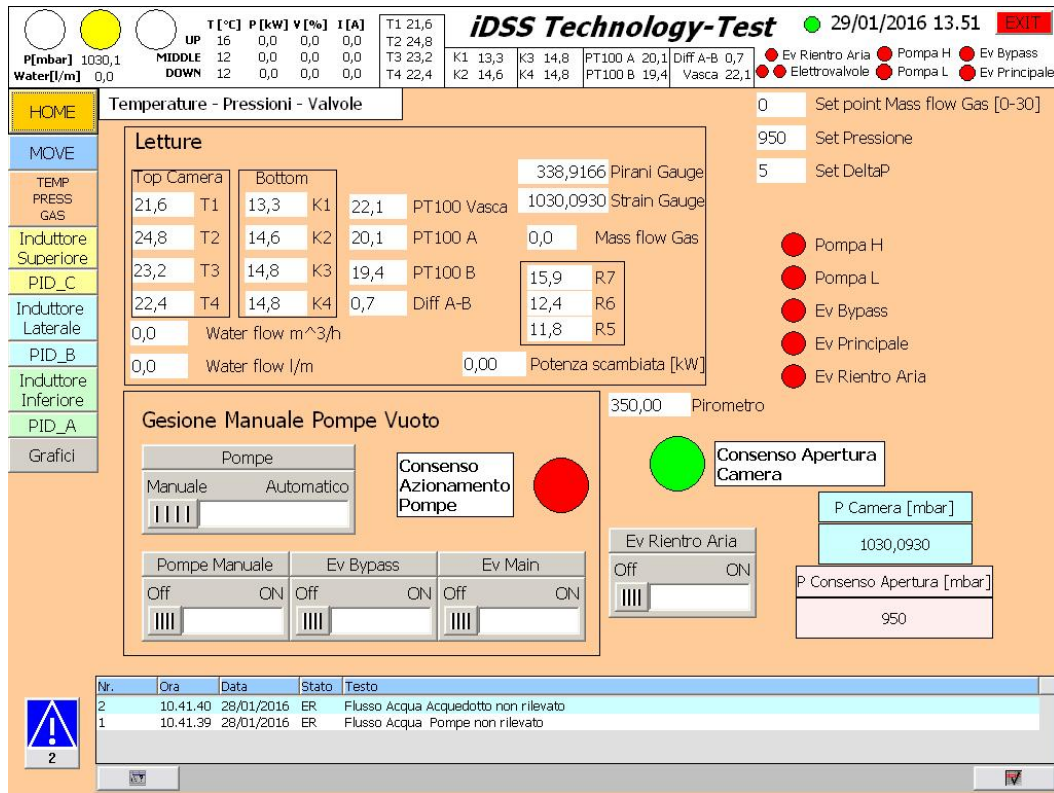 T [°C] P [kW] V [%] I [A]
UP 16 0,0 0,0 0,0
MIDDLE 12 0,0 0,0 0,0
DOWN 12 0,0 0,0 0,0
P[mbar] 1030,1
Water[l/m] 0,0
T1 21,6
T2 24,8
T3 23,2
T4 22,4
iDSS Technology-Test
29/01/2016 13.51
EXIT
K1 13,3 K3 14,8 PT100 A 20,1 Diff A-B 0,7
K2 14,6 K4 14,8 PT100 B 19,4 Vasca 22,1
Ev Rientro Aria Pompa H Ev Bypass
Elettrovalvole Pompa L Ev Principale
HOME
MOVE
TEMP
PRESS
GAS
Induttore
Superiore
PID_C
Induttore
Laterale
PID_B
Induttore
Inferiore
PID_A
Grafici
Temperature - Pressioni - Valvole
Letture
Top Camera
21,6 T1
24,8 T2
23,2 T3
22,4 T4
Bottom
13,3 K1
14,6 K2
14,8 K3
14,8 K4
22,1 PT100 Vasca
20,1 PT100 A
19,4 PT100 B
0,7 Diff A-B
338,9166 Pirani Gauge
1030,0930 Strain Gauge
0,0 Mass flow Gas
15,9 R7
12,4 R6
11,8 R5
0,0 Water flow m^3/h
0,0 Water flow l/m
0,00 Potenza scambiata [kW]
0 Set point Mass flow Gas [0-30]
950 Set Pressione
5 Set DeltaP
Pompa H
Pompa L
Ev Bypass
Ev Principale
Ev Rientro Aria
350,00 Pirometro
Gesione Manuale Pompe Vuoto
Pompe
Manuale Automatico
Consenso
Azionamento
Pompe
Pompe Manuale
Off ON
Ev Bypass
Off ON
Ev Main
Off ON
Consenso Apertura
Camera
Ev Rientro Aria
Off ON
P Camera [mbar]
1030,0930
P Consenso Apertura [mbar]
950
Nr. Ora Data Stato Testo
2 10.41.40 28/01/2016 ER Flusso Acqua Acquedotto non rilevato
1 10.41.39 28/01/2016 ER Flusso Acqua Pompe non rilevato
2